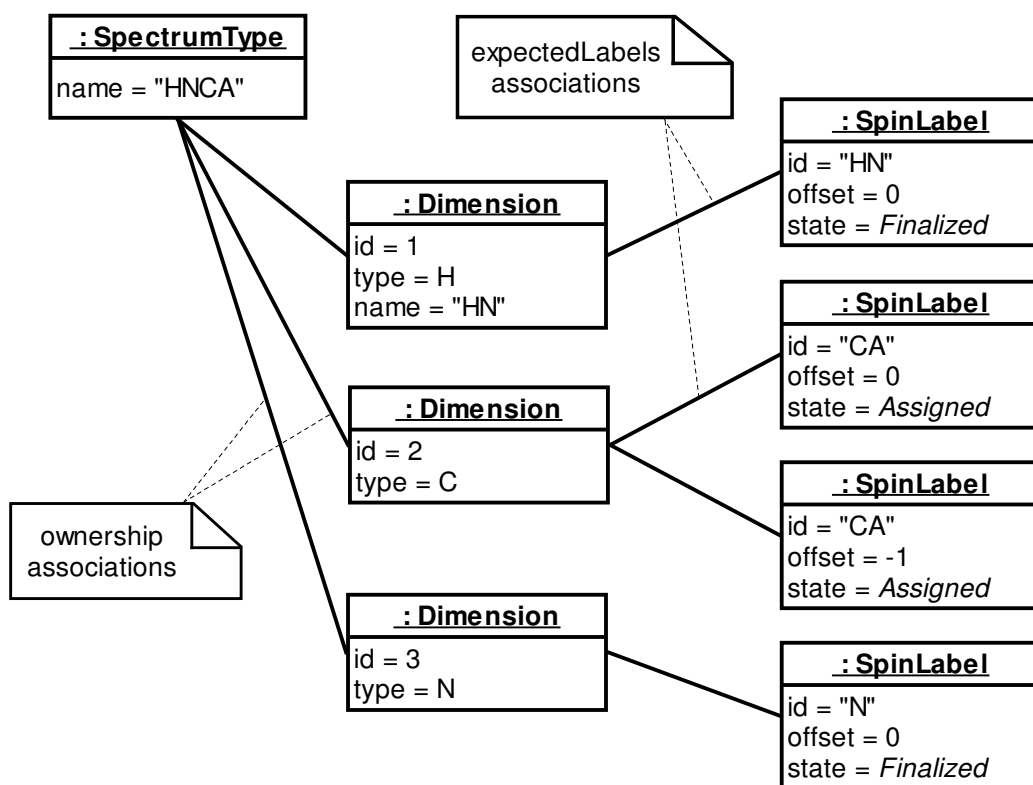 : SpectrumType
name = "HNCA"
expectedLabels
associations
: SpinLabel
id = "HN"
offset = 0
state = Finalized
: Dimension
id = 1
type = H
name = "HN"
: SpinLabel
id = "CA"
offset = 0
state = Assigned
: Dimension
id = 2
type = C
: SpinLabel
id = "CA"
offset = -1
state = Assigned
ownership
associations
: Dimension
id = 3
type = N
: SpinLabel
id = "N"
offset = 0
state = Finalized